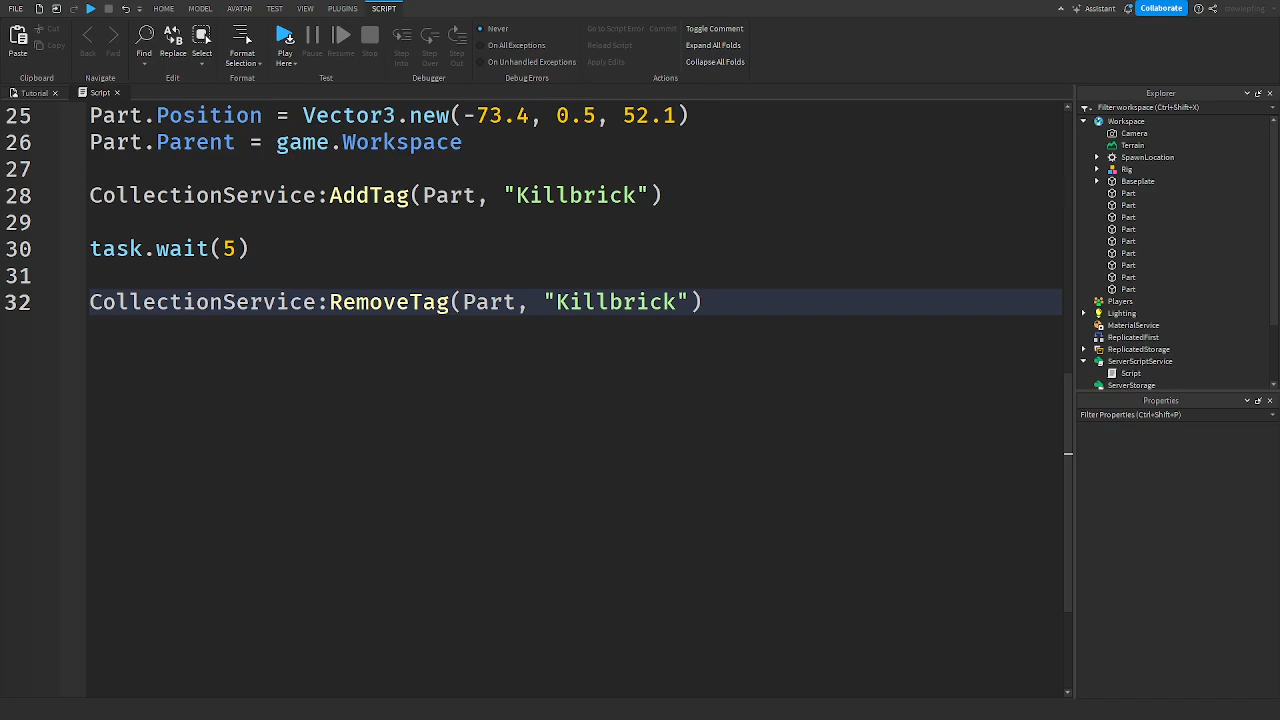 FILE HOME MODEL AVATAR TEST VIEW PLUGINS SCRIPT Assistant Collaborate
Paste Cut Copy Back Fwd Find Replace Select Format Selection Play Here Pause Resume Stop Step Into Step Over Step Out
Never On All Exceptions On Unhandled Exceptions
Go to Script Error Commit Reload Script Apply Edits
Toggle Comment Expand All Folds Collapse All Folds
Clipboard Navigate Edit Format Test Debugger Debug Errors Actions
Tutorial Script
25 Part.Position = Vector3.new(-73.4, 0.5, 52.1)
26 Part.Parent = game.Workspace
27
28 CollectionService:AddTag(Part, "Killbrick")
29
30 task.wait(5)
31
32 CollectionService:RemoveTag(Part, "Killbrick")
Explorer
Filter workspace (Ctrl+Shift+X)
Workspace
Camera
Terrain
SpawnLocation
Rig
Baseplate
Part
Part
Part
Part
Part
Part
Part
Part
Part
Players
Lighting
MaterialService
ReplicatedFirst
ReplicatedStorage
ServerScriptService
Script
ServerStorage
Properties
Filter Properties (Ctrl+Shift+P)